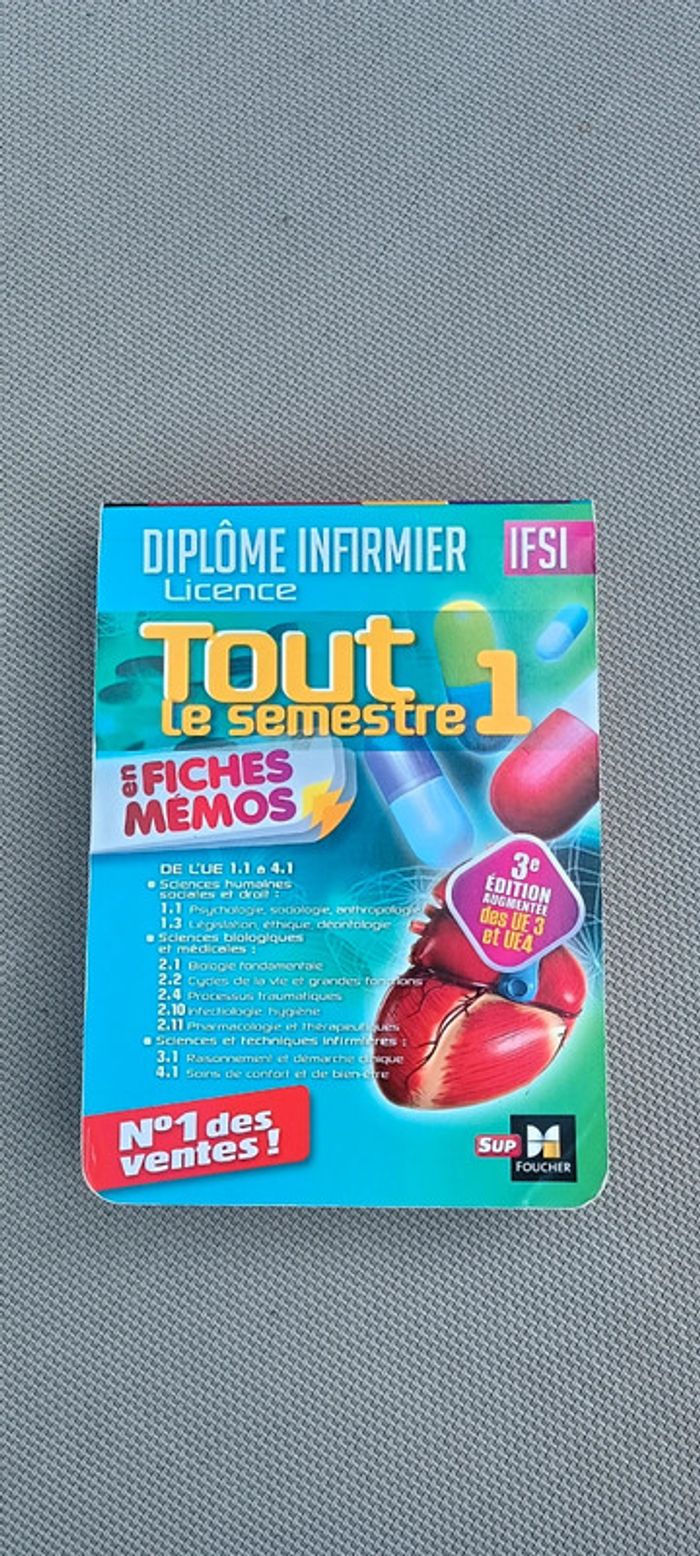 DIPLÔME INFIRMIER
IFSI
Licence
Tout
le semestre 1
en FICHES
MÉMOS
DE L'UE 1.1 à 4.1
• Sciences humaines
sociales et droit :
1.1 Psychologie, sociologie, anthropologie
1.3 Législation, éthique, déontologie
• Sciences biologiques
et médicales :
2.1 Biologie fondamentale
2.2 Cycles de la vie et grandes fonctions
2.4 Processus traumatiques
2.10 Infectiologie, hygiène
2.11 Pharmacologie et thérapeutiques
• Sciences et techniques infirmières :
3.1 Raisonnement et démarche clinique
4.1 Soins de confort et de bien-être
3e
ÉDITION
AUGMENTÉE
des UE 3
et UE4
N°1 des
ventes !
SUP
FOUCHER